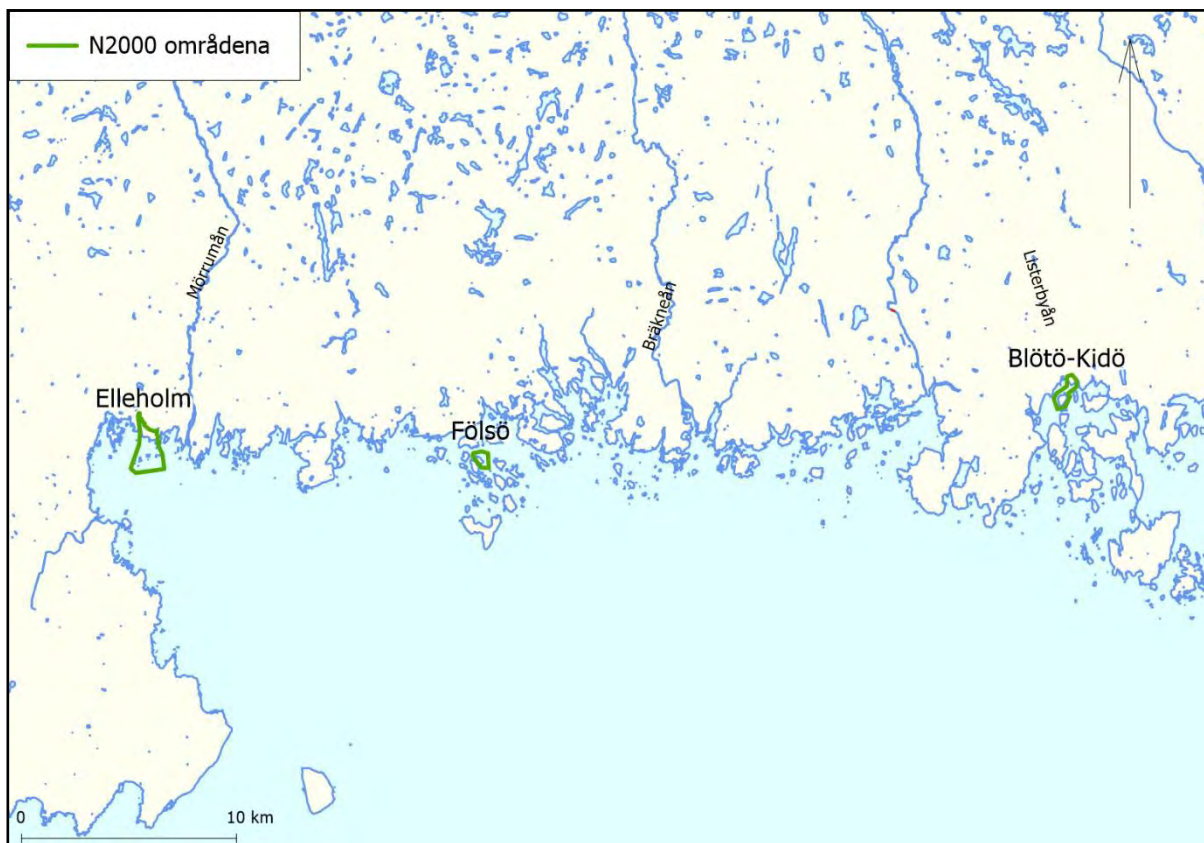 N2000 områdena
Mörrumån
Bräkneån
Listerbyån
Blötö-Kidö
Elleholm
Fölsö
0 10 km